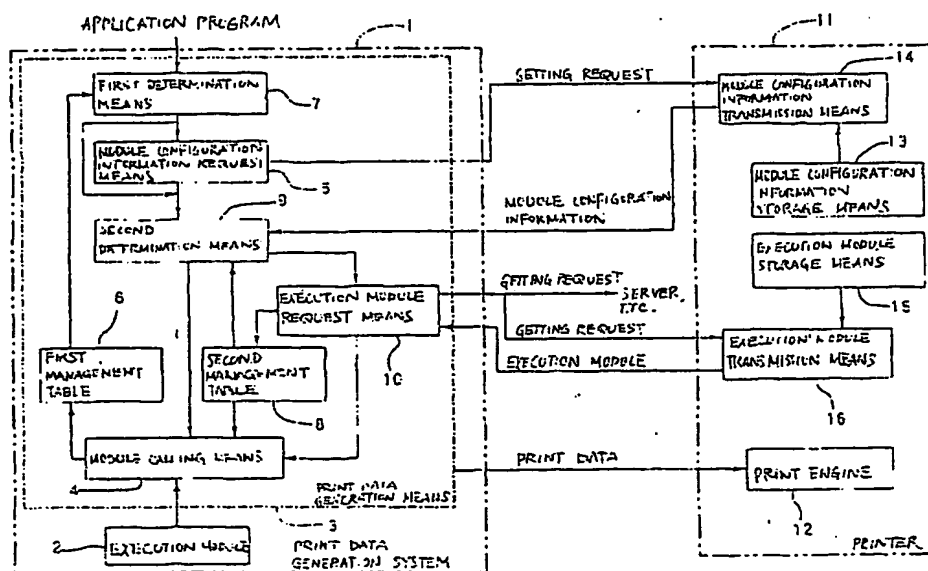 APPLICATION PROGRAM
1
FIRST DETERMINATION
MEANS
7
MODULE CONFIGURATION
INFORMATION REQUEST
MEANS
5
9
SECOND
DETERMINATION MEANS
6
EXECUTION MODULE
REQUEST MEANS
10
FIRST
MANAGEMENT
TABLE
SECOND
MANAGEMENT
TABLE
8
MODULE CALLING MEANS
4
PRINT DATA
GENERATION MEANS
3
2
EXECUTION MODULE
PRINT DATA
GENERATION SYSTEM
GETTING REQUEST
MODULE CONFIGURATION
INFORMATION
GETTING REQUEST
SERVER,
ETC.
GETTING REQUEST
EXECUTION MODULE
PRINT DATA
11
14
MODULE CONFIGURATION
INFORMATION
TRANSMISSION MEANS
13
MODULE CONFIGURATION
INFORMATION
STORAGE MEANS
EXECUTION MODULE
STORAGE MEANS
15
EXECUTION MODULE
TRANSMISSION MEANS
16
PRINT ENGINE
12
PRINTER